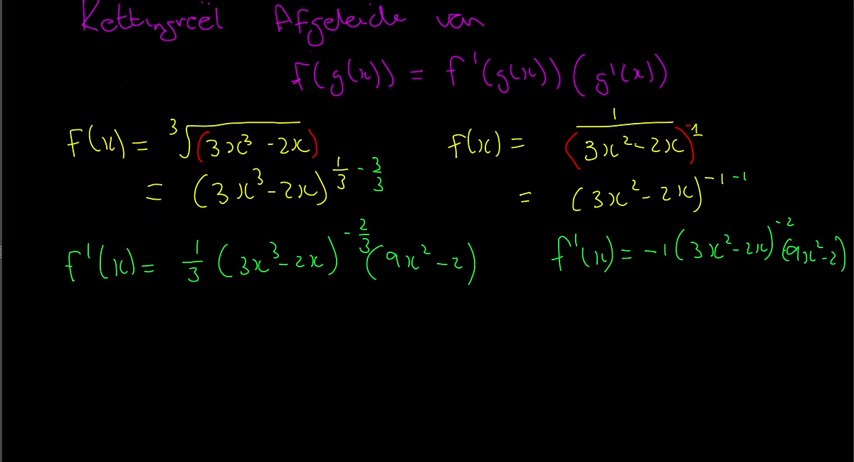 Kettingreël Afgeleide van
f(g(x)) = f'(g(x)) (g'(x))
f(x) = ∛(3x³ - 2x)
= (3x³ - 2x)^(1/3 - 3/3)
f'(x) = 1/3 (3x³ - 2x)^(-2/3) (9x² - 2)
f(x) = 1/(3x² - 2x)^1
= (3x² - 2x)^(-1-1)
f'(x) = -1(3x² - 2x)^(-2) (9x² - 2)